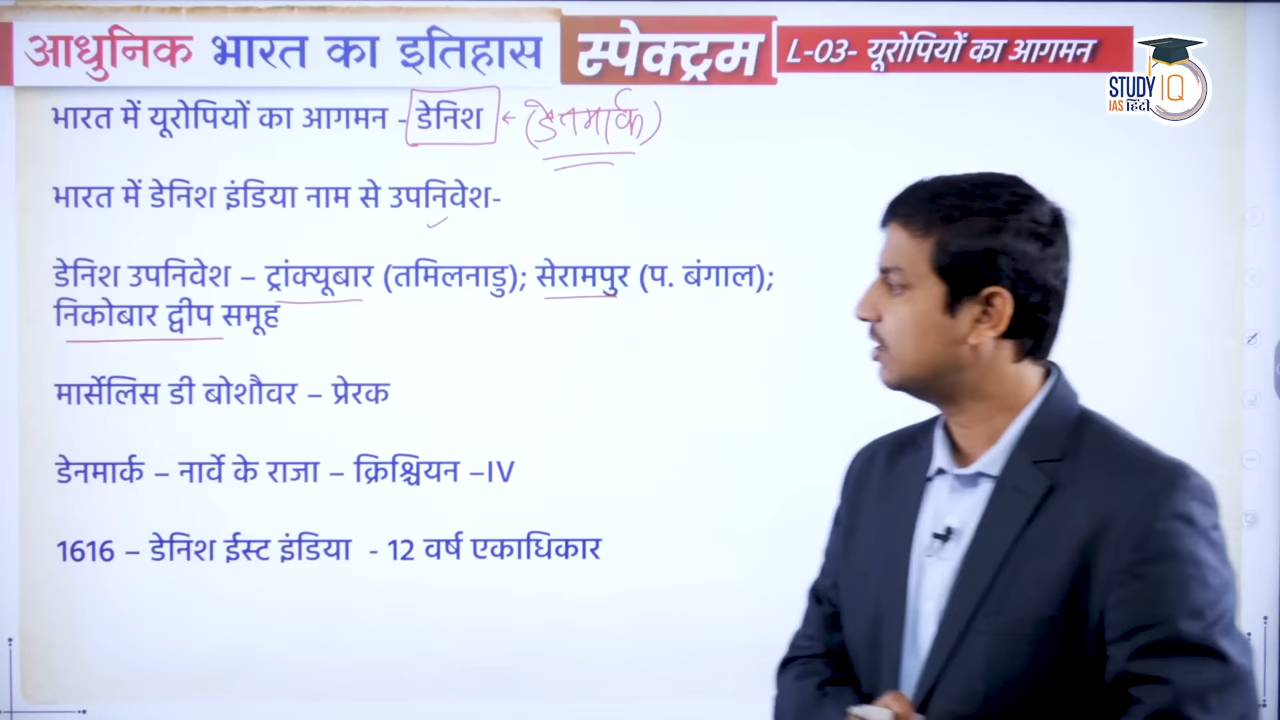 आधुनिक भारत का इतिहास स्पेक्ट्रम L-03- यूरोपियों का आगमन
STUDY IQ
IAS हिंदी
भारत में यूरोपियों का आगमन - डेनिश ← (डेनमार्क)
भारत में डेनिश इंडिया नाम से उपनिवेश-
डेनिश उपनिवेश – ट्रांक्यूबार (तमिलनाडु); सेरामपुर (प. बंगाल);
निकोबार द्वीप समूह
मार्सेलिस डी बोशौवर – प्रेरक
डेनमार्क – नार्वे के राजा – क्रिश्चियन –IV
1616 – डेनिश ईस्ट इंडिया - 12 वर्ष एकाधिकार